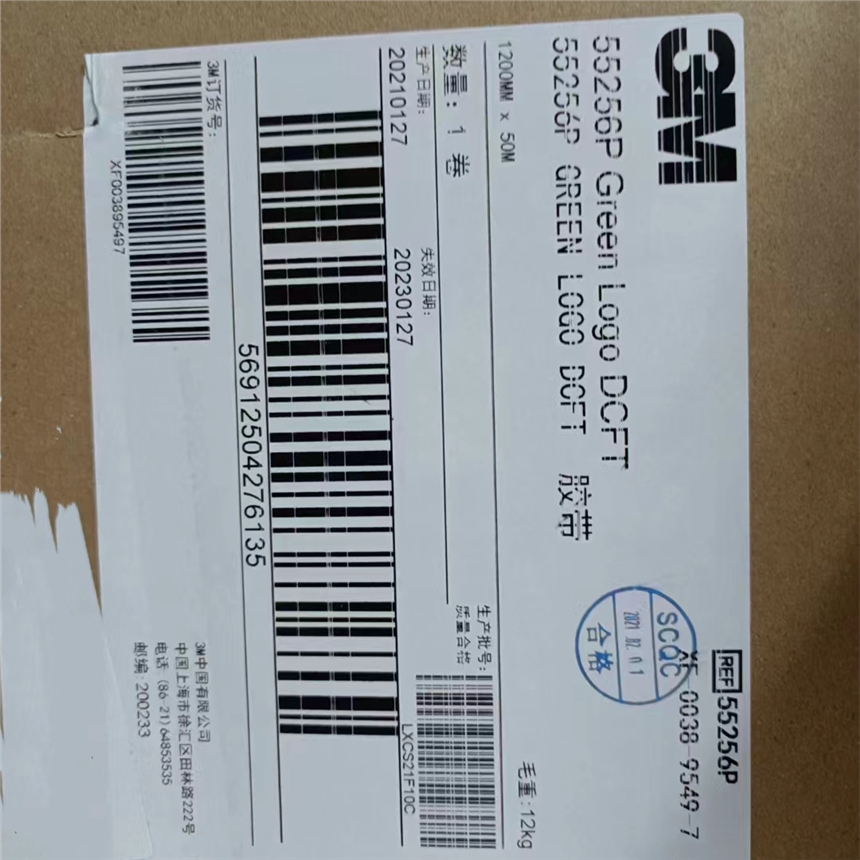 3M
REF 55256P
XF-0038-9549-7
55256P Green Logo DCFT
55256P GREEN LOGO DCFT 胶带
SCQC
2021.02.01
合格
1200MM x 50M
毛重:12kg
数量: 1 卷
生产批号:
质量合格
LXCS21F10C
生产日期:
20210127
失效日期:
20230127
56912504276135
3M订货号:
XF003895497
3M中国有限公司
中国上海市徐汇区田林路222号
电话 (86-21)64853535
邮编:200233